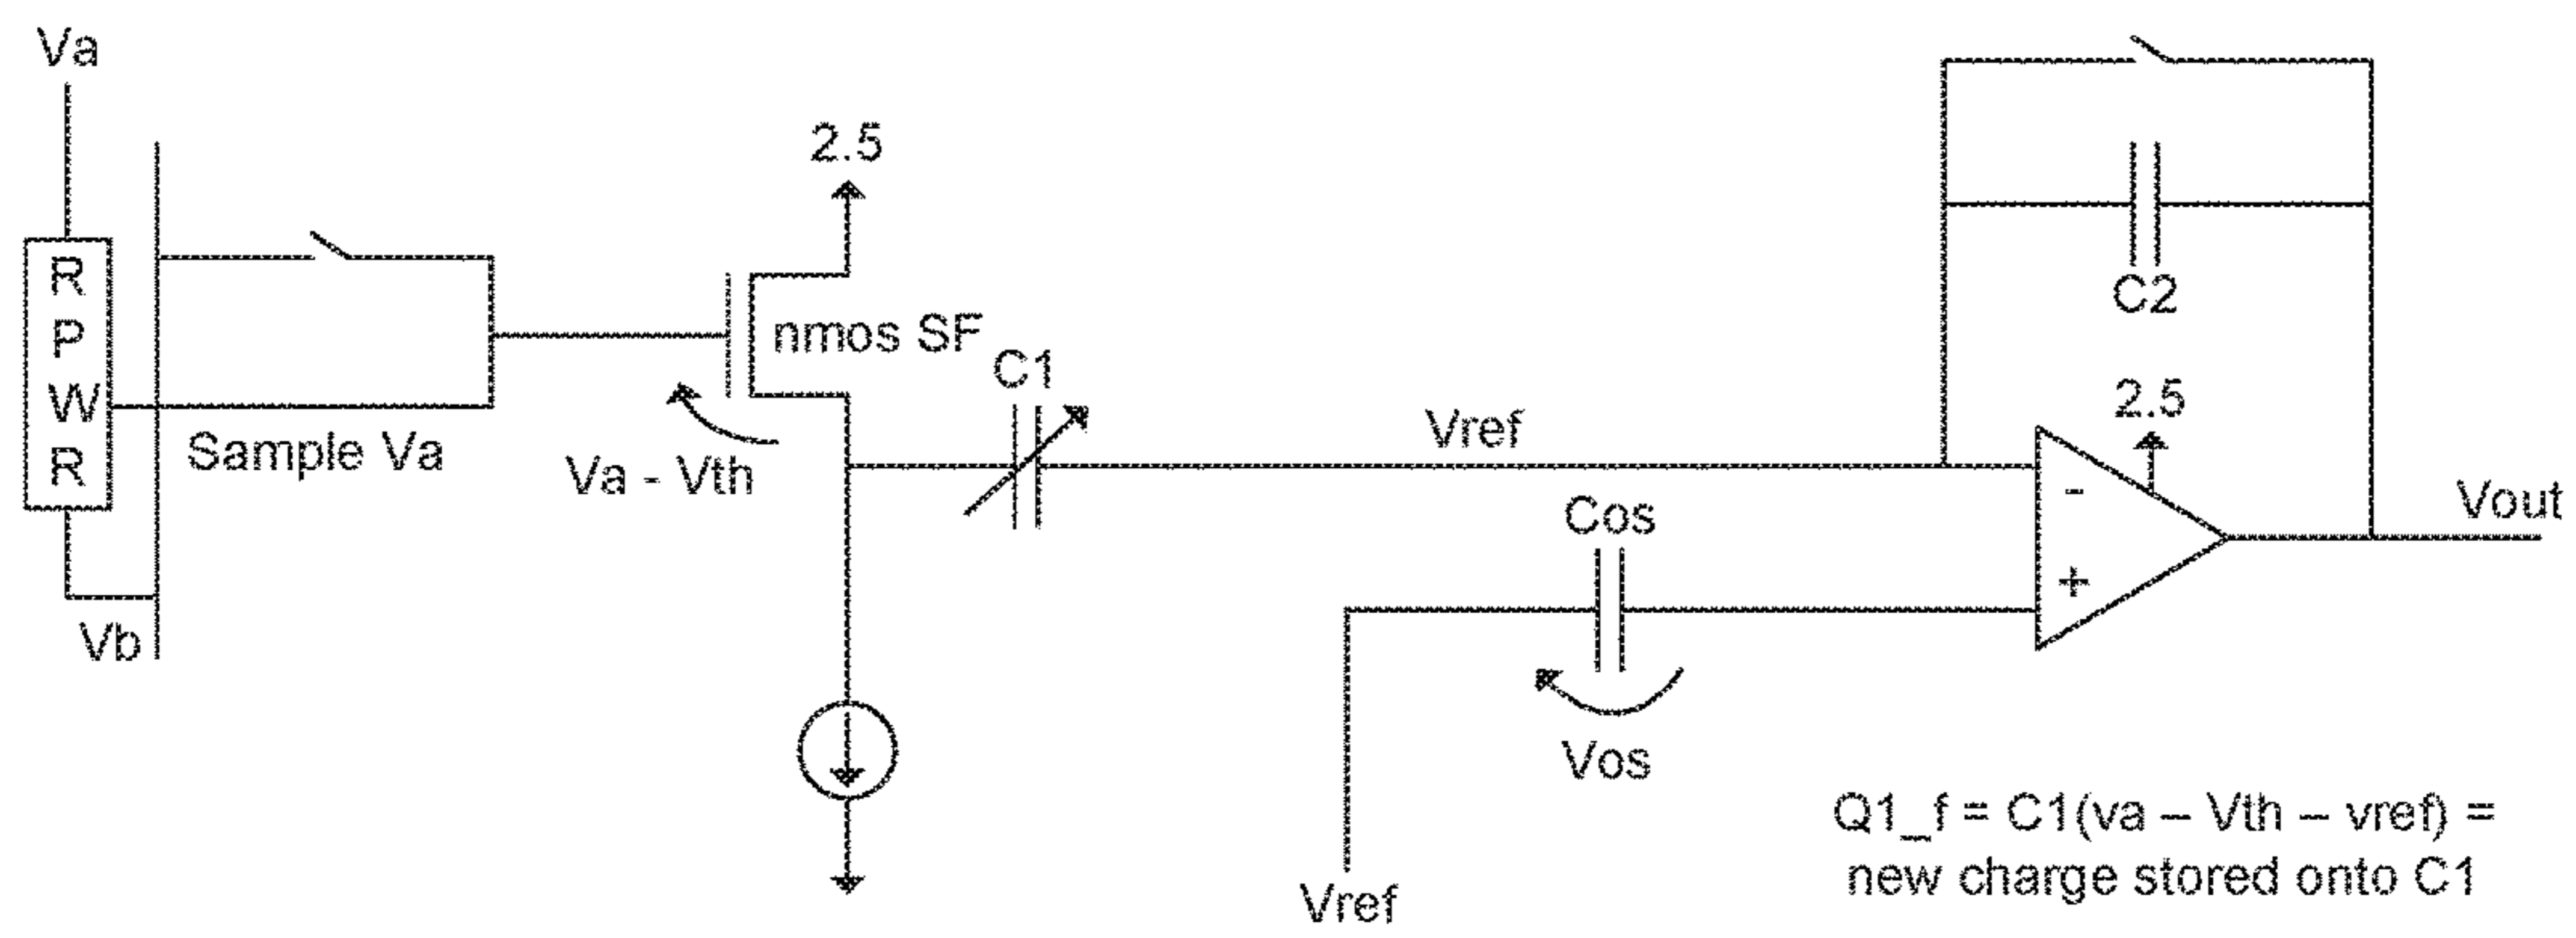 Va
2.5
R
P
W
R
nmos SF
C1
C2
2.5
Sample Va
Va - Vth
Vref
-
+
Cos
Vout
Vb
Vos
Vref
Q1_f = C1(va – Vth – vref) =
new charge stored onto C1